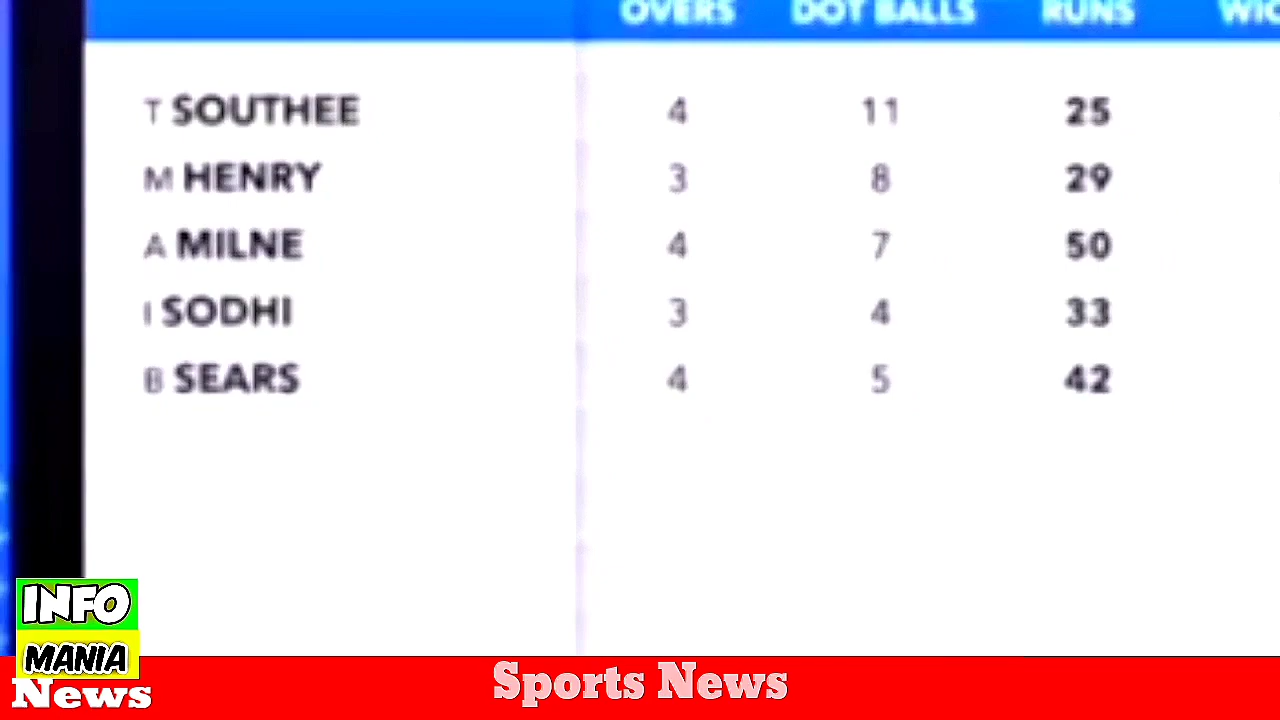 OVERS DOT BALLS RUNS WIC
T SOUTHEE 4 11 25
M HENRY 3 8 29
A MILNE 4 7 50
I SODHI 3 4 33
B SEARS 4 5 42
INFO
MANIA
News
Sports News